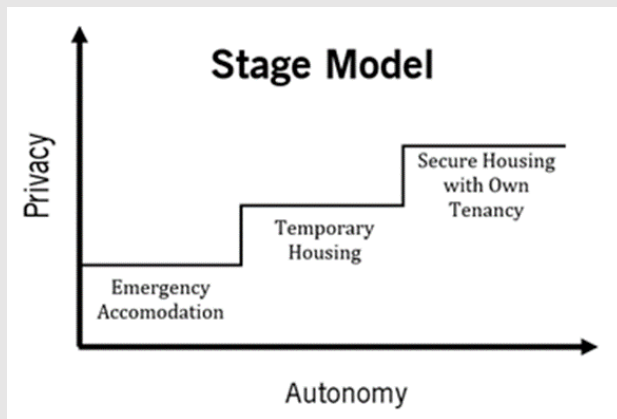 Stage Model
Privacy
Secure Housing
with Own
Tenancy
Temporary
Housing
Emergency
Accomodation
Autonomy